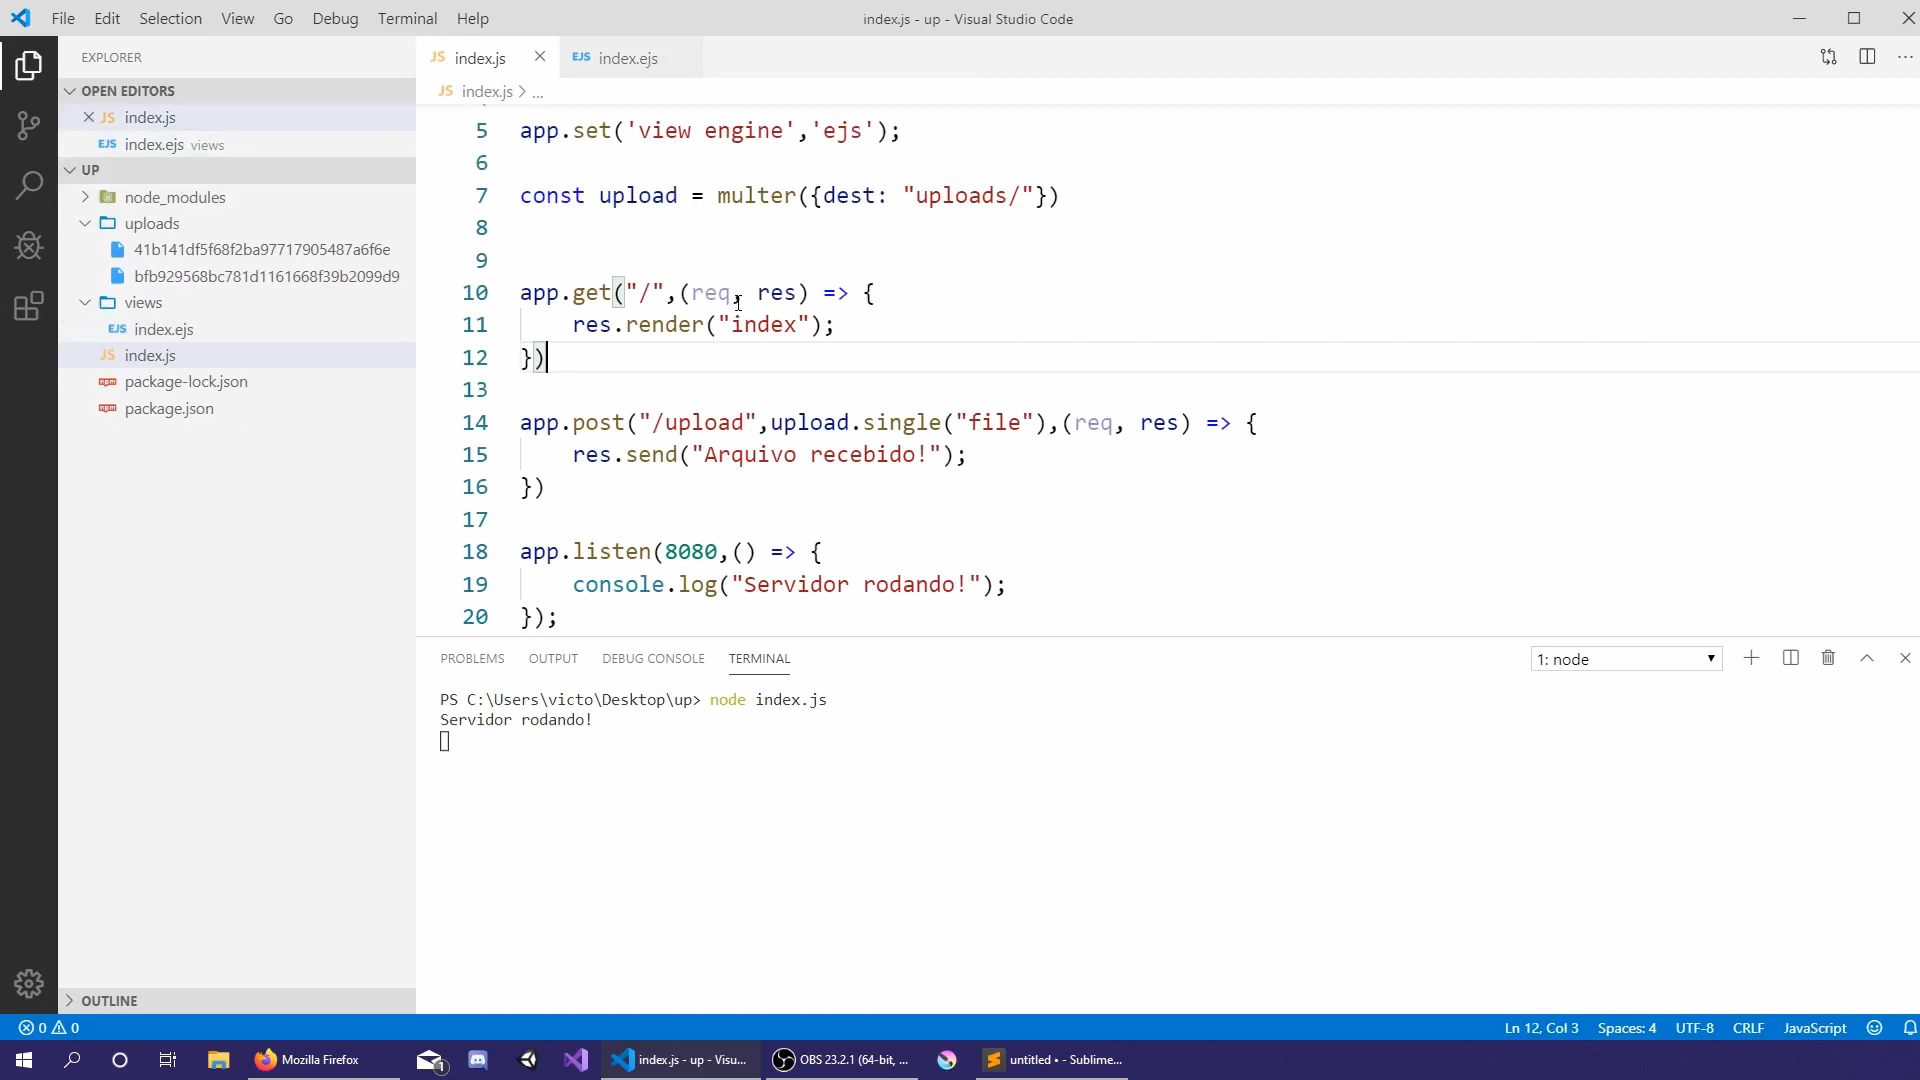 File Edit Selection View Go Debug Terminal Help
index.js - up - Visual Studio Code
EXPLORER
OPEN EDITORS
JS index.js
EJS index.ejs views
UP
node_modules
uploads
41b141df5f68f2ba97717905487a6f6e
bfb929568bc781d1161668f39b2099d9
views
EJS index.ejs
JS index.js
npm package-lock.json
npm package.json
OUTLINE
JS index.js
EJS index.ejs
JS index.js > ...
5 app.set('view engine','ejs');
6
7 const upload = multer({dest: "uploads/"})
8
9
10 app.get("/",(req, res) => {
11 res.render("index");
12 })
13
14 app.post("/upload",upload.single("file"),(req, res) => {
15 res.send("Arquivo recebido!");
16 })
17
18 app.listen(8080,() => {
19 console.log("Servidor rodando!");
20 });
PROBLEMS OUTPUT DEBUG CONSOLE TERMINAL
1: node
PS C:\Users\victo\Desktop\up> node index.js
Servidor rodando!
0 0
Ln 12, Col 3 Spaces: 4 UTF-8 CRLF JavaScript
Mozilla Firefox
1
index.js - up - Visu...
OBS 23.2.1 (64-bit, ...
untitled • - Sublime...